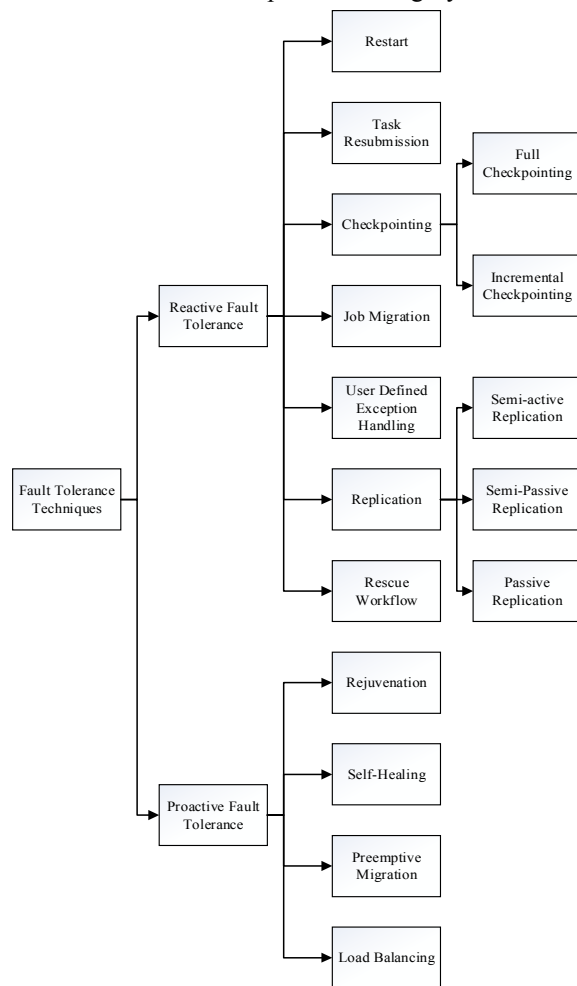 Restart
Task
Resubmission
Full
Checkpointing
Checkpointing
Incremental
Checkpointing
Reactive Fault
Tolerance
Job Migration
User Defined
Exception
Handling
Semi-active
Replication
Fault Tolerance
Techniques
Replication
Semi-Passive
Replication
Rescue
Workflow
Passive
Replication
Rejuvenation
Self-Healing
Proactive Fault
Tolerance
Preemptive
Migration
Load Balancing